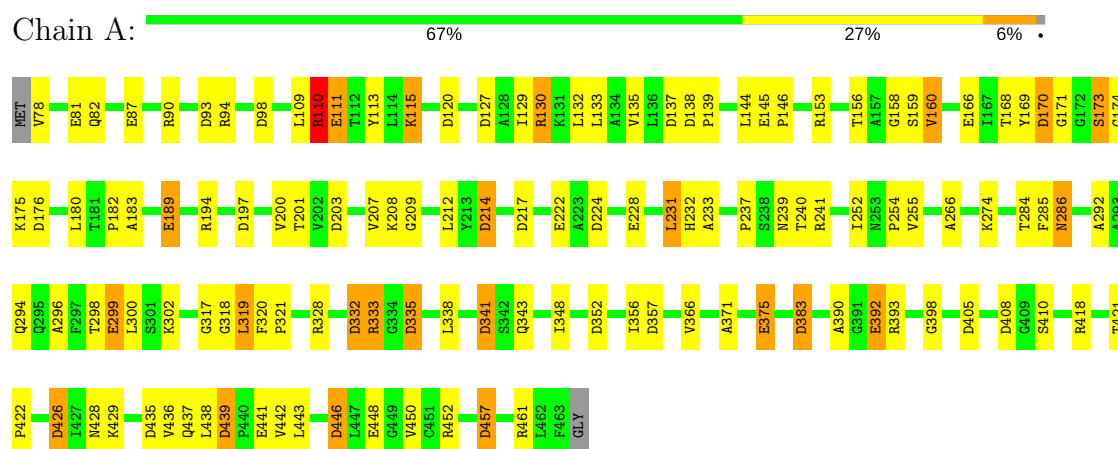 Chain A:
67% 27% 6% •
MET V78 E81 Q82 E87 R90 D93 R94 D98 L109 R110 E111 T112 Y113 L114 K115 D120 D127 A128 I129 R130 K131 L132 L133 A134 V135 L136 D137 D138 P139 L144 E145 P146 R153 T156 A157 G158 S159 V160 E166 I167 T168 Y169 D170 G171 G172 S173
K175 D176 L180 T181 P182 A183 E189 R194 D197 V200 T201 V202 D203 V207 K208 G209 L212 Y213 D214 D217 E222 A223 D224 E228 L231 H232 A233 P237 S238 N239 T240 R241 I252 N253 P254 V255 A266 K274 T284 F285 N286 A292
Q294 Q295 A296 F297 T298 E299 L300 S301 K302 G317 G318 L319 F320 P321 R328 D332 R333 G334 D335 L338 D341 S342 Q343 I348 D352 I356 D357 V366 A371 E375 D383 A390 G391 E392 R393 G398 D405 D408 C409 S410 R418
P422 D426 I427 N428 K429 D435 V436 Q437 L438 D439 P440 E441 V442 L443 D446 L447 E448 G449 V450 C451 R452 D457 R461 L462 F463 GLY